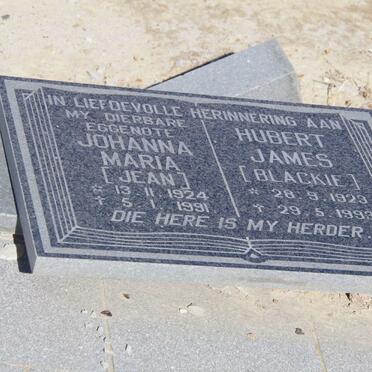 IN LIEFDEVOLLE HERINNERING AAN
MY DIERBARE
EGGENOTE
JOHANNA
MARIA
[JEAN]
* 13·11·1924
† 5·1·1991
HUBERT
JAMES
[BLACKIE]
* 28·9·1923
† 29·5·1993
DIE HERE IS MY HERDER